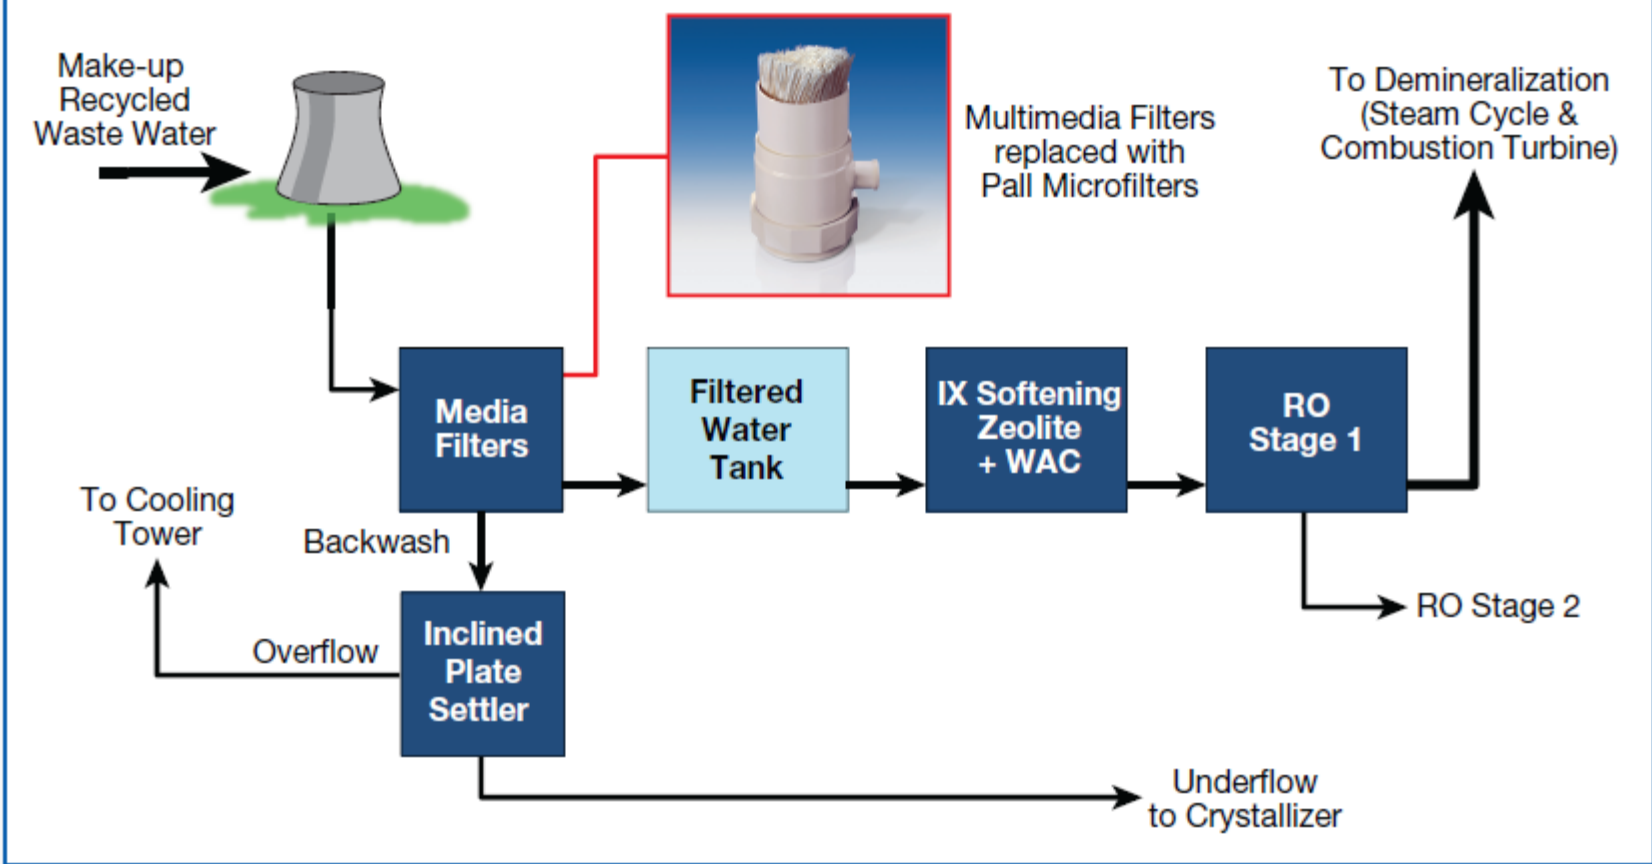 Make-up
Recycled
Waste Water
Multimedia Filters
replaced with
Pall Microfilters
To Demineralization
(Steam Cycle &
Combustion Turbine)
Media
Filters
Filtered
Water
Tank
IX Softening
Zeolite
+ WAC
RO
Stage 1
To Cooling
Tower
Backwash
RO Stage 2
Overflow
Inclined
Plate
Settler
Underflow
to Crystallizer